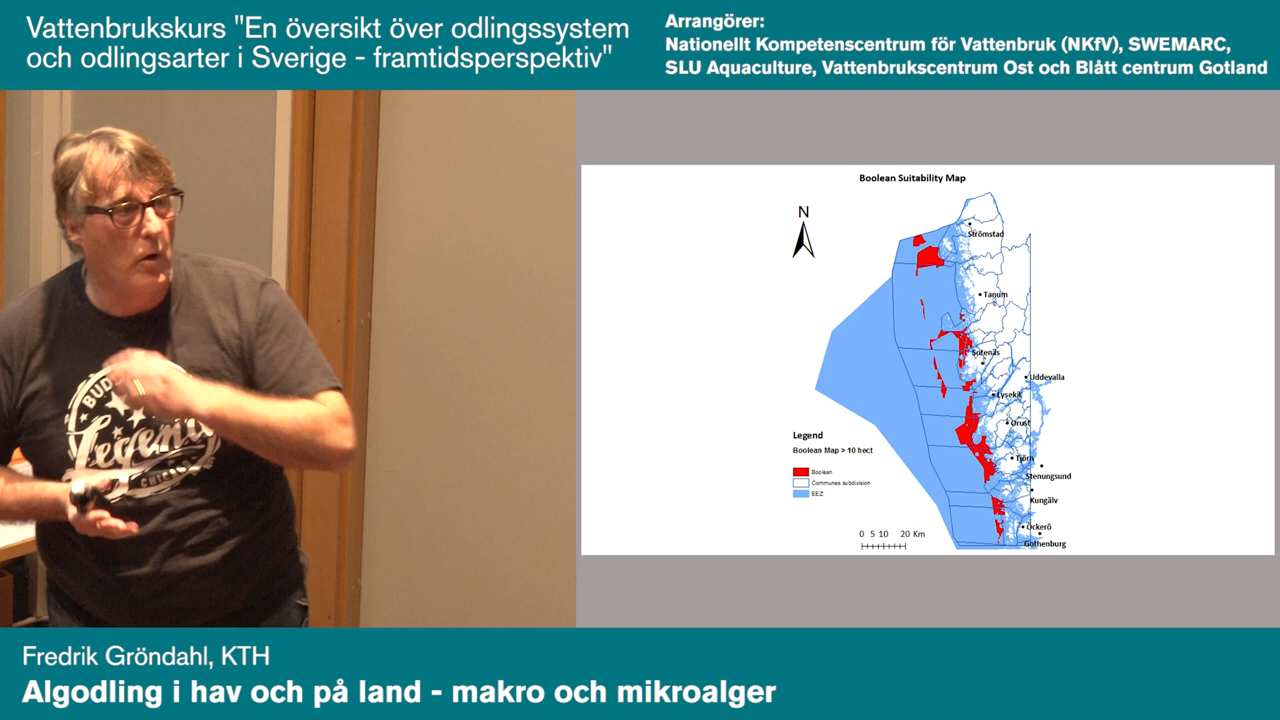 Vattenbrukskurs "En översikt över odlingssystem
och odlingsarter i Sverige - framtidsperspektiv"
Arrangörer:
Nationellt Kompetenscentrum för Vattenbruk (NKfV), SWEMARC,
SLU Aquaculture, Vattenbrukscentrum Ost och Blått centrum Gotland
Legend
CHIC
Boolean Suitability Map
N
Strömstad
Tanum
Sotenäs
Uddevalla
Lysekil
Orust
Tjörn
Stenungsund
Kungälv
Öckerö
Gothenburg
Legend
Boolean Map > 10 hect
Boolean
Communes subdivision
EEZ
0 5 10 20 Km
Fredrik Gröndahl, KTH
Algodling i hav och på land - makro och mikroalger